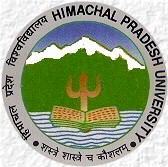 हिमाचल प्रदेश विश्वविद्यालय
HIMACHAL PRADESH UNIVERSITY
शास्त्रे शस्त्रे च कौशलम्